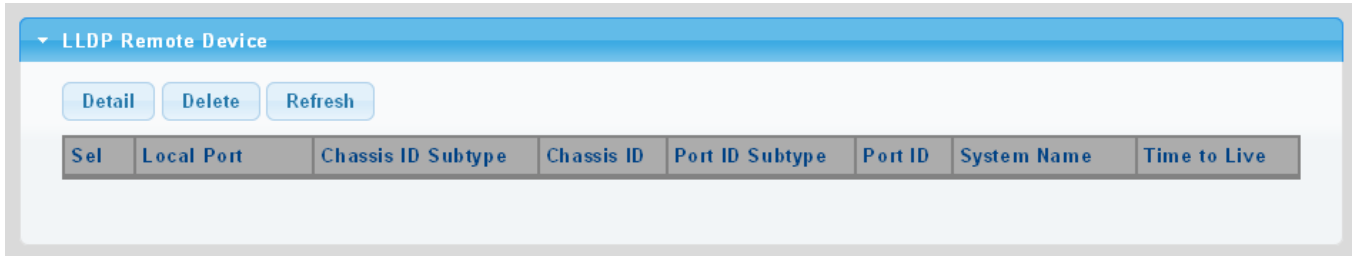 LLDP Remote Device
Detail Delete Refresh
Sel Local Port Chassis ID Subtype Chassis ID Port ID Subtype Port ID System Name Time to Live